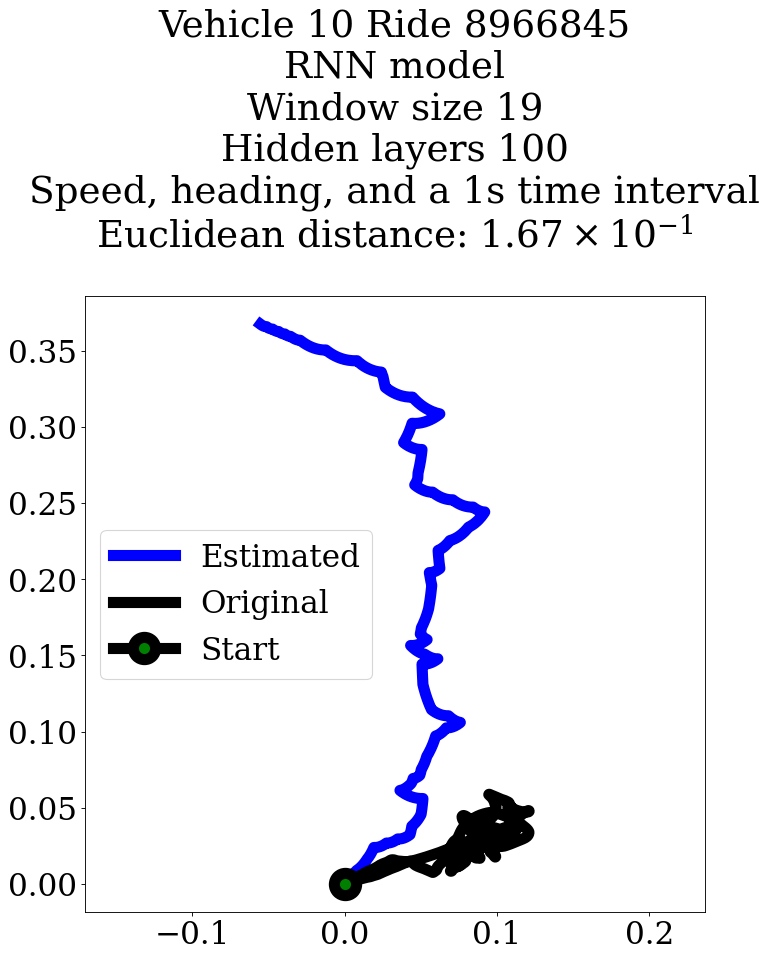 Vehicle 10 Ride 8966845
RNN model
Window size 19
Hidden layers 100
Speed, heading, and a 1s time interval
Euclidean distance: 1.67 × 10⁻¹
0.35
0.30
0.25
0.20
0.15
0.10
0.05
0.00
Estimated
Original
Start
−0.1 0.0 0.1 0.2